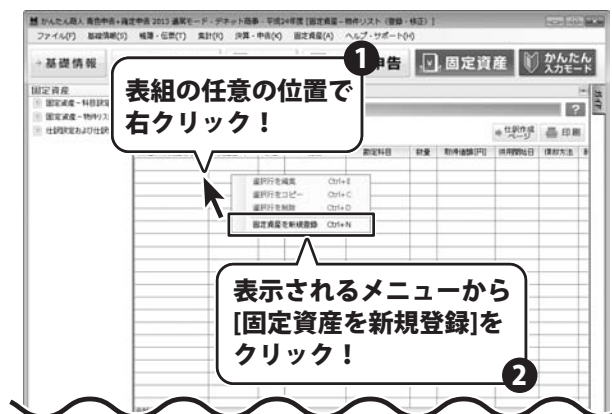 かんたん商人 青色申告+確定申告 2013 通常モード - デネット商事 - 平成24年度 [固定資産-物件リスト (登録・修正) ]
ファイル(F) 基礎情報(S) 帳簿・伝票(T) 集計(R) 決算・申告(K) 固定資産(A) ヘルプ・サポート(H)
基礎情報
申告
固定資産
かんたん
入力モード
1
表組の任意の位置で
右クリック！
固定資産
固定資産-科目設定
固定資産-物件リス
仕訳設定および仕訳
?
仕訳作成
ページ
印刷
勘定科目 数量 取得価額[円] 供用開始日 償却方法
選択行を編集 Ctrl+E
選択行をコピー Ctrl+C
選択行を削除 Ctrl+D
固定資産を新規登録 Ctrl+N
表示されるメニューから
[固定資産を新規登録]を
クリック！
2